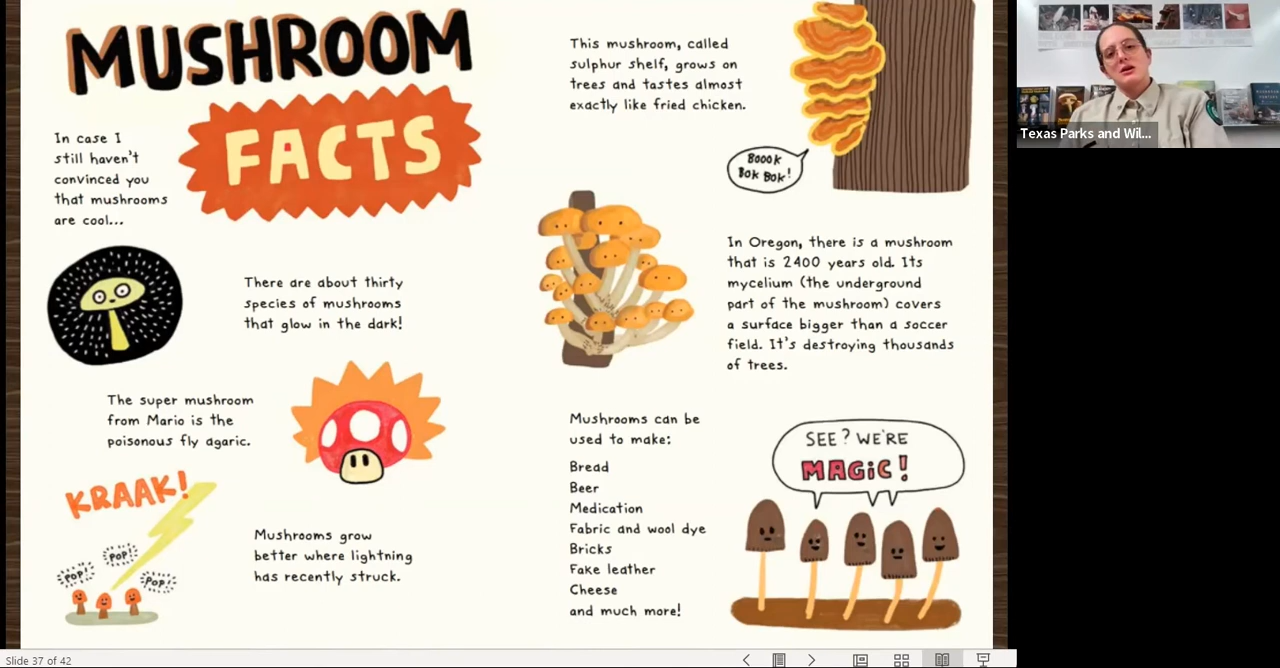 MUSHROOM
FACTS
In case I
still haven't
convinced you
that mushrooms
are cool...
There are about thirty
species of mushrooms
that glow in the dark!
The super mushroom
from Mario is the
poisonous fly agaric.
KRAAK!
POP!
POP!
POP!
Mushrooms grow
better where lightning
has recently struck.
This mushroom, called
sulphur shelf, grows on
trees and tastes almost
exactly like fried chicken.
BOOOK
BOK BOK!
In Oregon, there is a mushroom
that is 2400 years old. Its
mycelium (the underground
part of the mushroom) covers
a surface bigger than a soccer
field. It's destroying thousands
of trees.
Mushrooms can be
used to make:
Bread
Beer
Medication
Fabric and wool dye
Bricks
Fake leather
Cheese
and much more!
SEE? WE'RE
MAGiC!
Texas Parks and Wil...
Slide 37 of 42